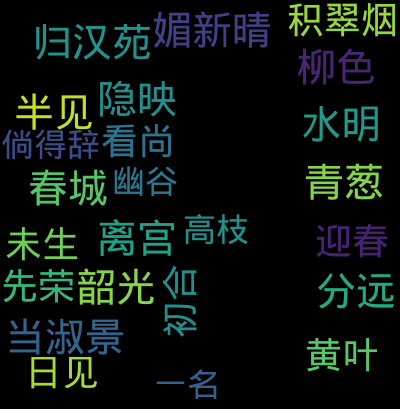 归汉苑
媚新晴
积翠烟
柳色
半见
隐映
水明
倘得辞
看尚
春城
幽谷
青葱
未生
离宫
高枝
迎春
先荣
韶光
初合
分远
当淑景
黄叶
日见
一名